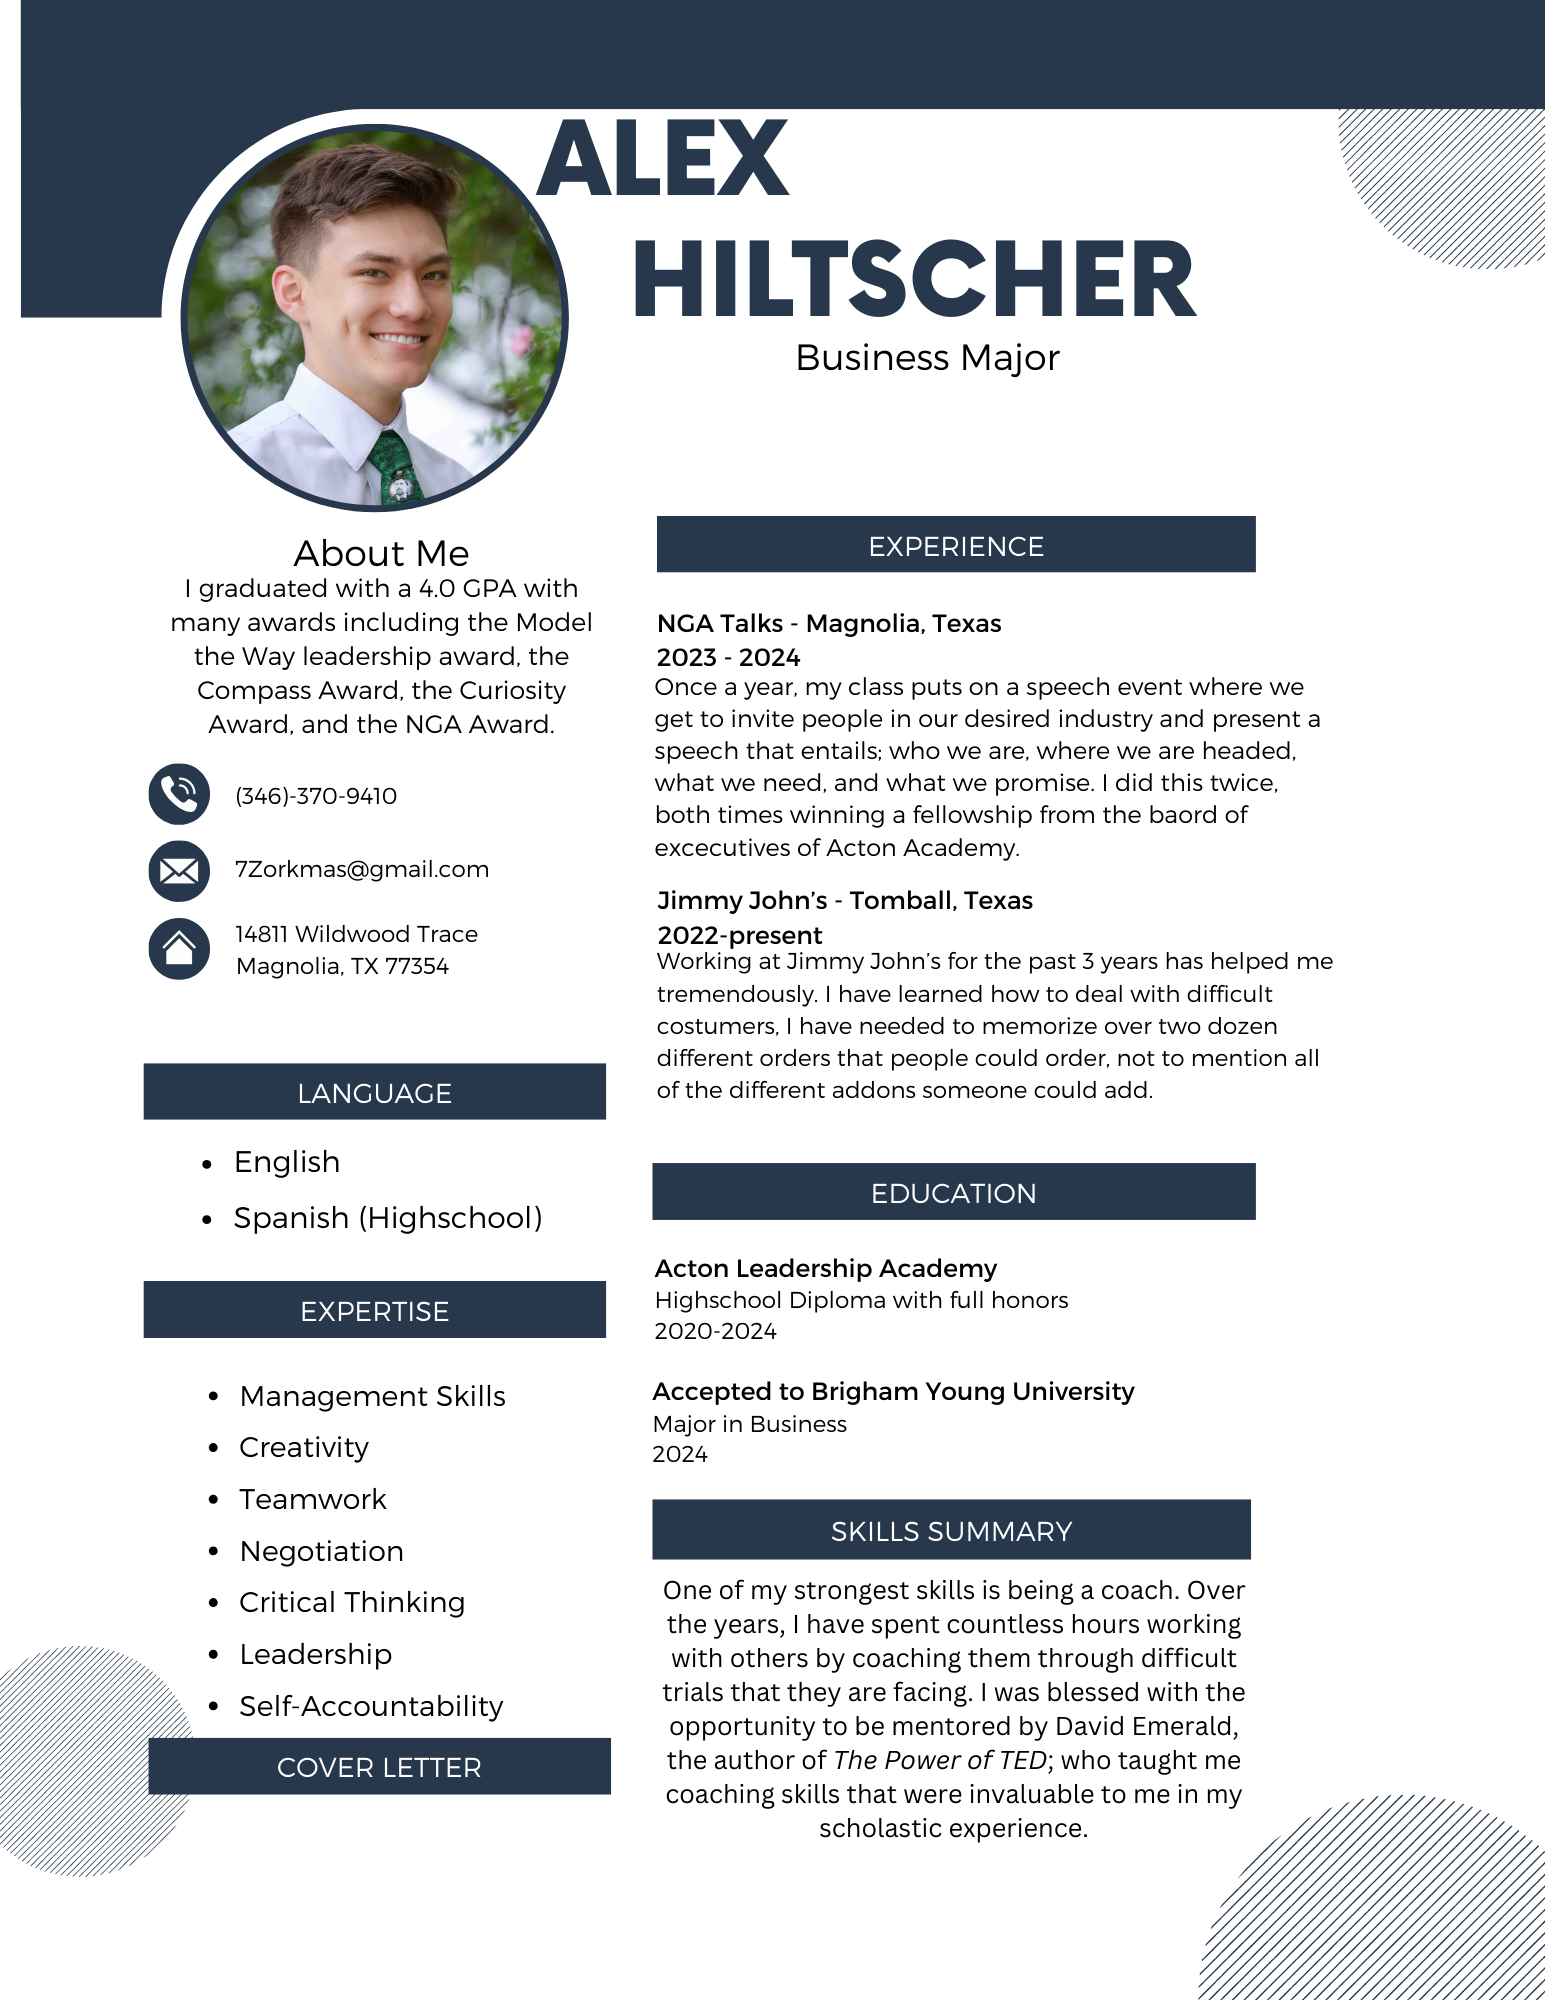 ALEX
HILTSCHER
Business Major
About Me
I graduated with a 4.0 GPA with
many awards including the Model
the Way leadership award, the
Compass Award, the Curiosity
Award, and the NGA Award.
(346)-370-9410
7Zorkmas@gmail.com
14811 Wildwood Trace
Magnolia, TX 77354
LANGUAGE
• English
• Spanish (Highschool)
EXPERTISE
• Management Skills
• Creativity
• Teamwork
• Negotiation
• Critical Thinking
• Leadership
• Self-Accountability
COVER LETTER
EXPERIENCE
NGA Talks - Magnolia, Texas
2023 - 2024
Once a year, my class puts on a speech event where we
get to invite people in our desired industry and present a
speech that entails; who we are, where we are headed,
what we need, and what we promise. I did this twice,
both times winning a fellowship from the baord of
excecutives of Acton Academy.
Jimmy John’s - Tomball, Texas
2022-present
Working at Jimmy John’s for the past 3 years has helped me
tremendously. I have learned how to deal with difficult
costumers, I have needed to memorize over two dozen
different orders that people could order, not to mention all
of the different addons someone could add.
EDUCATION
Acton Leadership Academy
Highschool Diploma with full honors
2020-2024
Accepted to Brigham Young University
Major in Business
2024
SKILLS SUMMARY
One of my strongest skills is being a coach. Over
the years, I have spent countless hours working
with others by coaching them through difficult
trials that they are facing. I was blessed with the
opportunity to be mentored by David Emerald,
the author of The Power of TED; who taught me
coaching skills that were invaluable to me in my
scholastic experience.